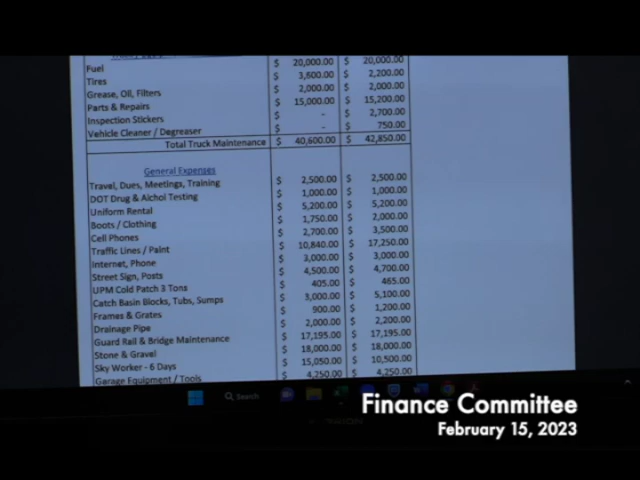 Fuel $ 20,000.00 $ 20,000.00
Tires $ 3,600.00 $ 2,200.00
Grease, Oil, Filters $ 2,000.00 $ 2,000.00
Parts & Repairs $ 15,000.00 $ 15,200.00
Inspection Stickers $ - $ 2,700.00
Vehicle Cleaner / Degreaser $ - $ 750.00
Total Truck Maintenance $ 40,600.00 $ 42,850.00
General Expenses
Travel, Dues, Meetings, Training $ 2,500.00 $ 2,500.00
DOT Drug & Alchol Testing $ 1,000.00 $ 1,000.00
Uniform Rental $ 5,200.00 $ 5,200.00
Boots / Clothing $ 1,750.00 $ 2,000.00
Cell Phones $ 2,700.00 $ 3,500.00
Traffic Lines / Paint $ 10,840.00 $ 17,250.00
Internet, Phone $ 3,000.00 $ 3,000.00
Street Sign, Posts $ 4,500.00 $ 4,700.00
UPM Cold Patch 3 Tons $ 405.00 $ 465.00
Catch Basin Blocks, Tubs, Sumps $ 3,000.00 $ 5,100.00
Frames & Grates $ 900.00 $ 1,200.00
Drainage Pipe $ 2,000.00 $ 2,200.00
Guard Rail & Bridge Maintenance $ 17,195.00 $ 17,195.00
Stone & Gravel $ 18,000.00 $ 18,000.00
Sky Worker - 6 Days $ 15,050.00 $ 10,500.00
Garage Equipment / Tools $ 4,250.00 $ 4,250.00
Search
Finance Committee
February 15, 2023